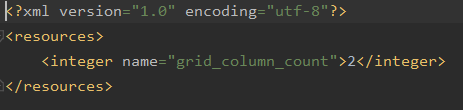 <?xml version="1.0" encoding="utf-8"?>
<resources>
    <integer name="grid_column_count">2</integer>
</resources>